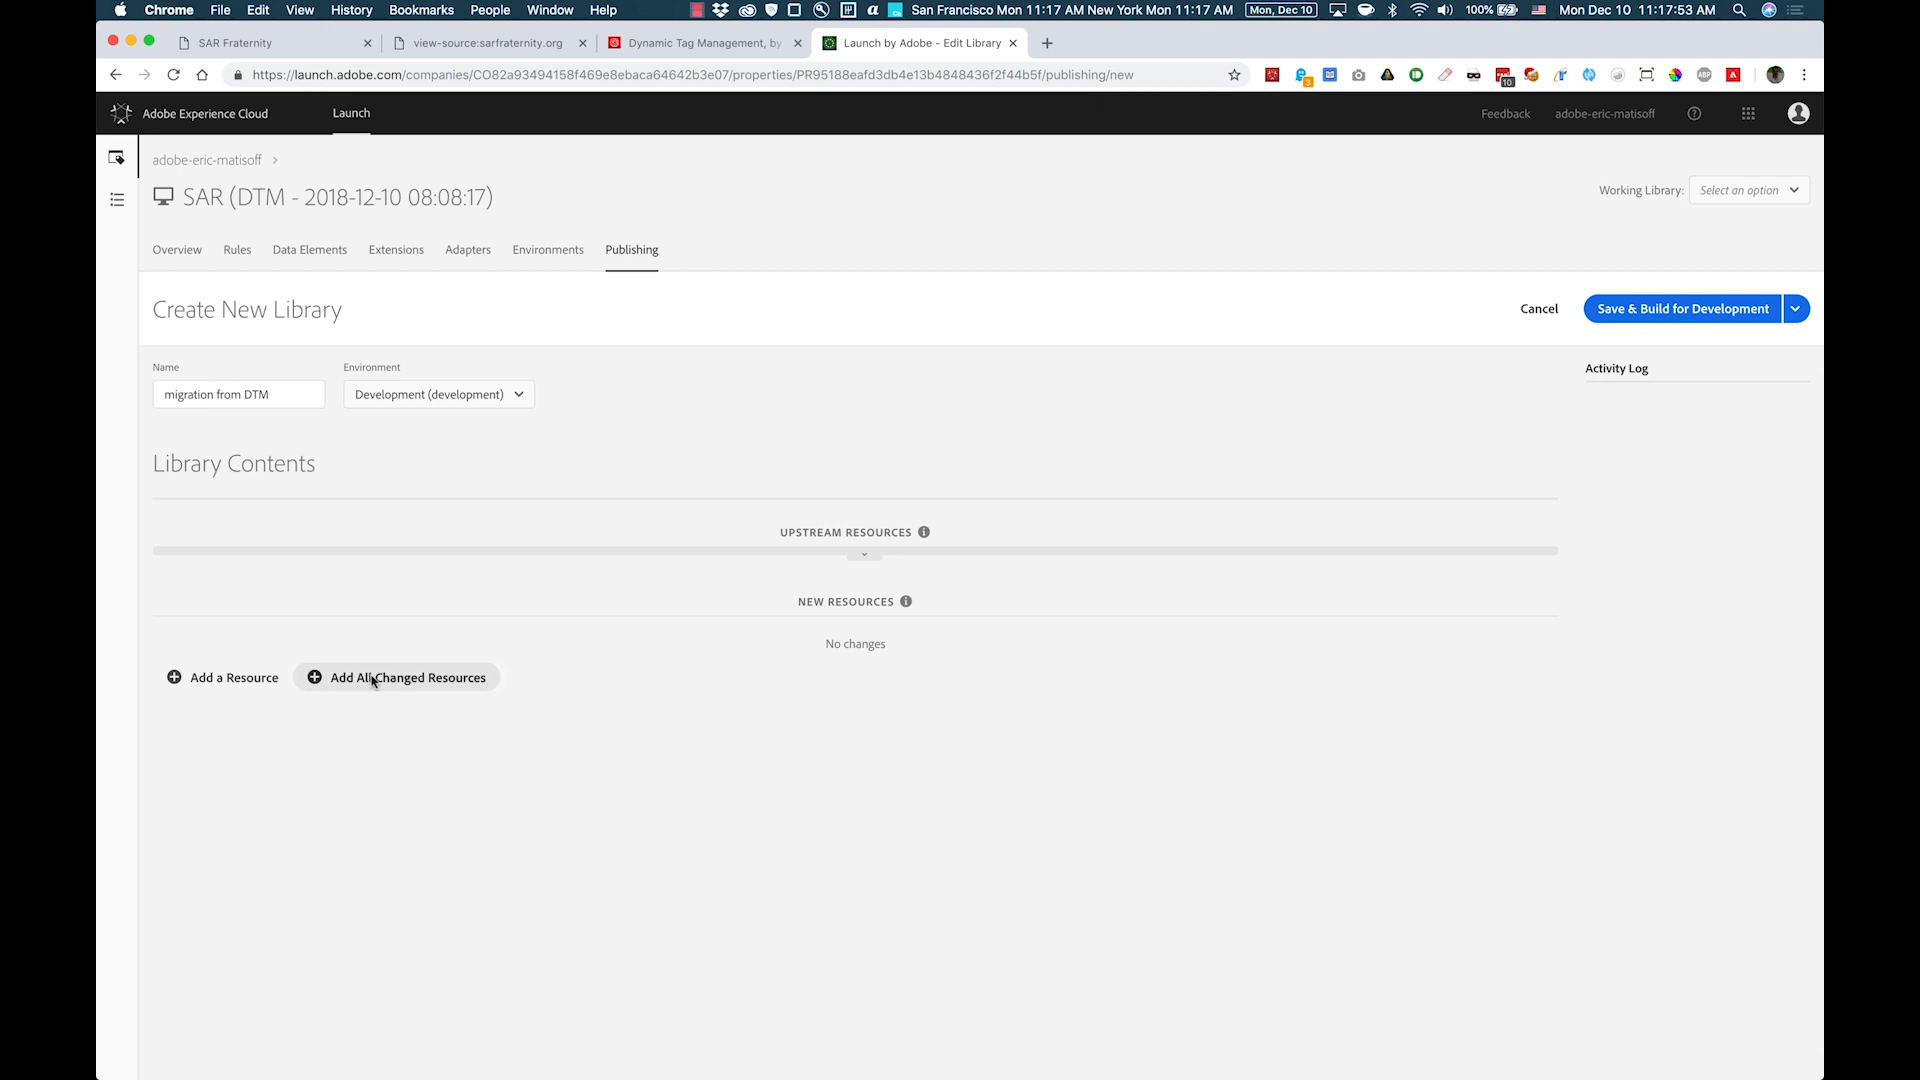 Chrome File Edit View History Bookmarks People Window Help San Francisco Mon 11:17 AM New York Mon 11:17 AM Mon, Dec 10 100% Mon Dec 10 11:17:53 AM
SAR Fraternity view-source:sarfraternity.org Dynamic Tag Management, by Launch by Adobe - Edit Library
https://launch.adobe.com/companies/CO82a93494158f469e8ebaca64642b3e07/properties/PR95188eafd3db4e13b4848436f2f44b5f/publishing/new
Adobe Experience Cloud Launch Feedback adobe-eric-matisoff
adobe-eric-matisoff
SAR (DTM - 2018-12-10 08:08:17)
Working Library: Select an option
Overview Rules Data Elements Extensions Adapters Environments Publishing
Create New Library Cancel Save & Build for Development
Name Environment Activity Log
migration from DTM Development (development)
Library Contents
UPSTREAM RESOURCES
NEW RESOURCES
No changes
Add a Resource Add All Changed Resources